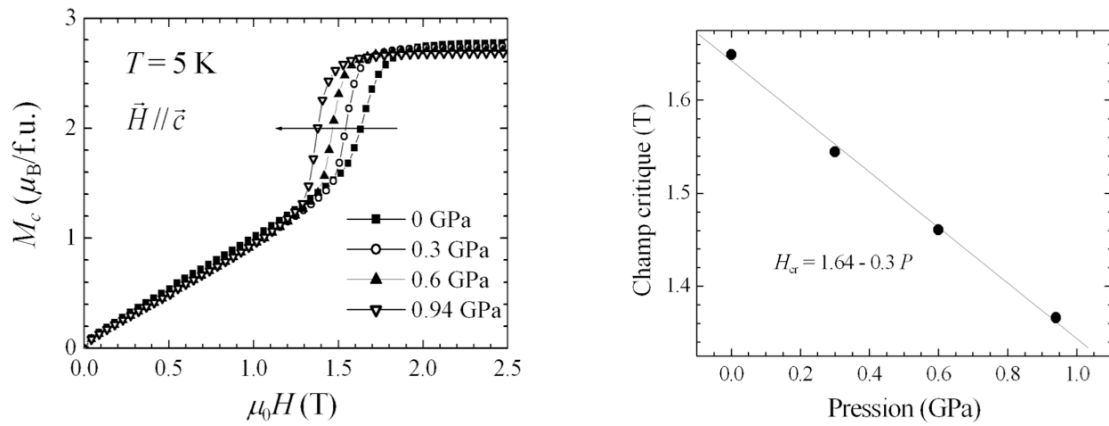 3
2
1
0
M_c (μ_B/f.u.)
T = 5 K
H⃗ // c⃗
0 GPa
0.3 GPa
0.6 GPa
0.94 GPa
0.0 0.5 1.0 1.5 2.0 2.5
μ₀H (T)
1.6
1.5
1.4
Champ critique (T)
H_cr = 1.64 - 0.3 P
0.0 0.2 0.4 0.6 0.8 1.0
Pression (GPa)